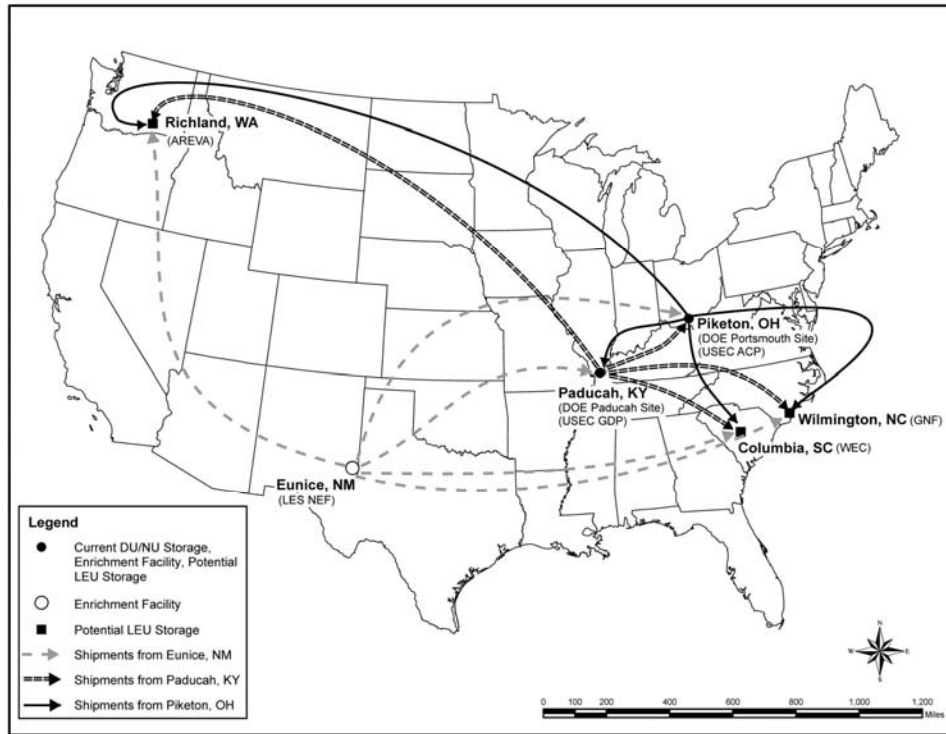 Richland, WA
(AREVA)
Piketon, OH
(DOE Portsmouth Site)
(USEC ACP)
Paducah, KY
(DOE Paducah Site)
(USEC GDP)
Wilmington, NC (GNF)
Columbia, SC (WEC)
Eunice, NM
(LES NEF)
Legend
Current DU/NU Storage,
Enrichment Facility, Potential
LEU Storage
Enrichment Facility
Potential LEU Storage
Shipments from Eunice, NM
Shipments from Paducah, KY
Shipments from Piketon, OH
N
W E
S
0 100 200 400 600 800 1,000 1,200
Miles